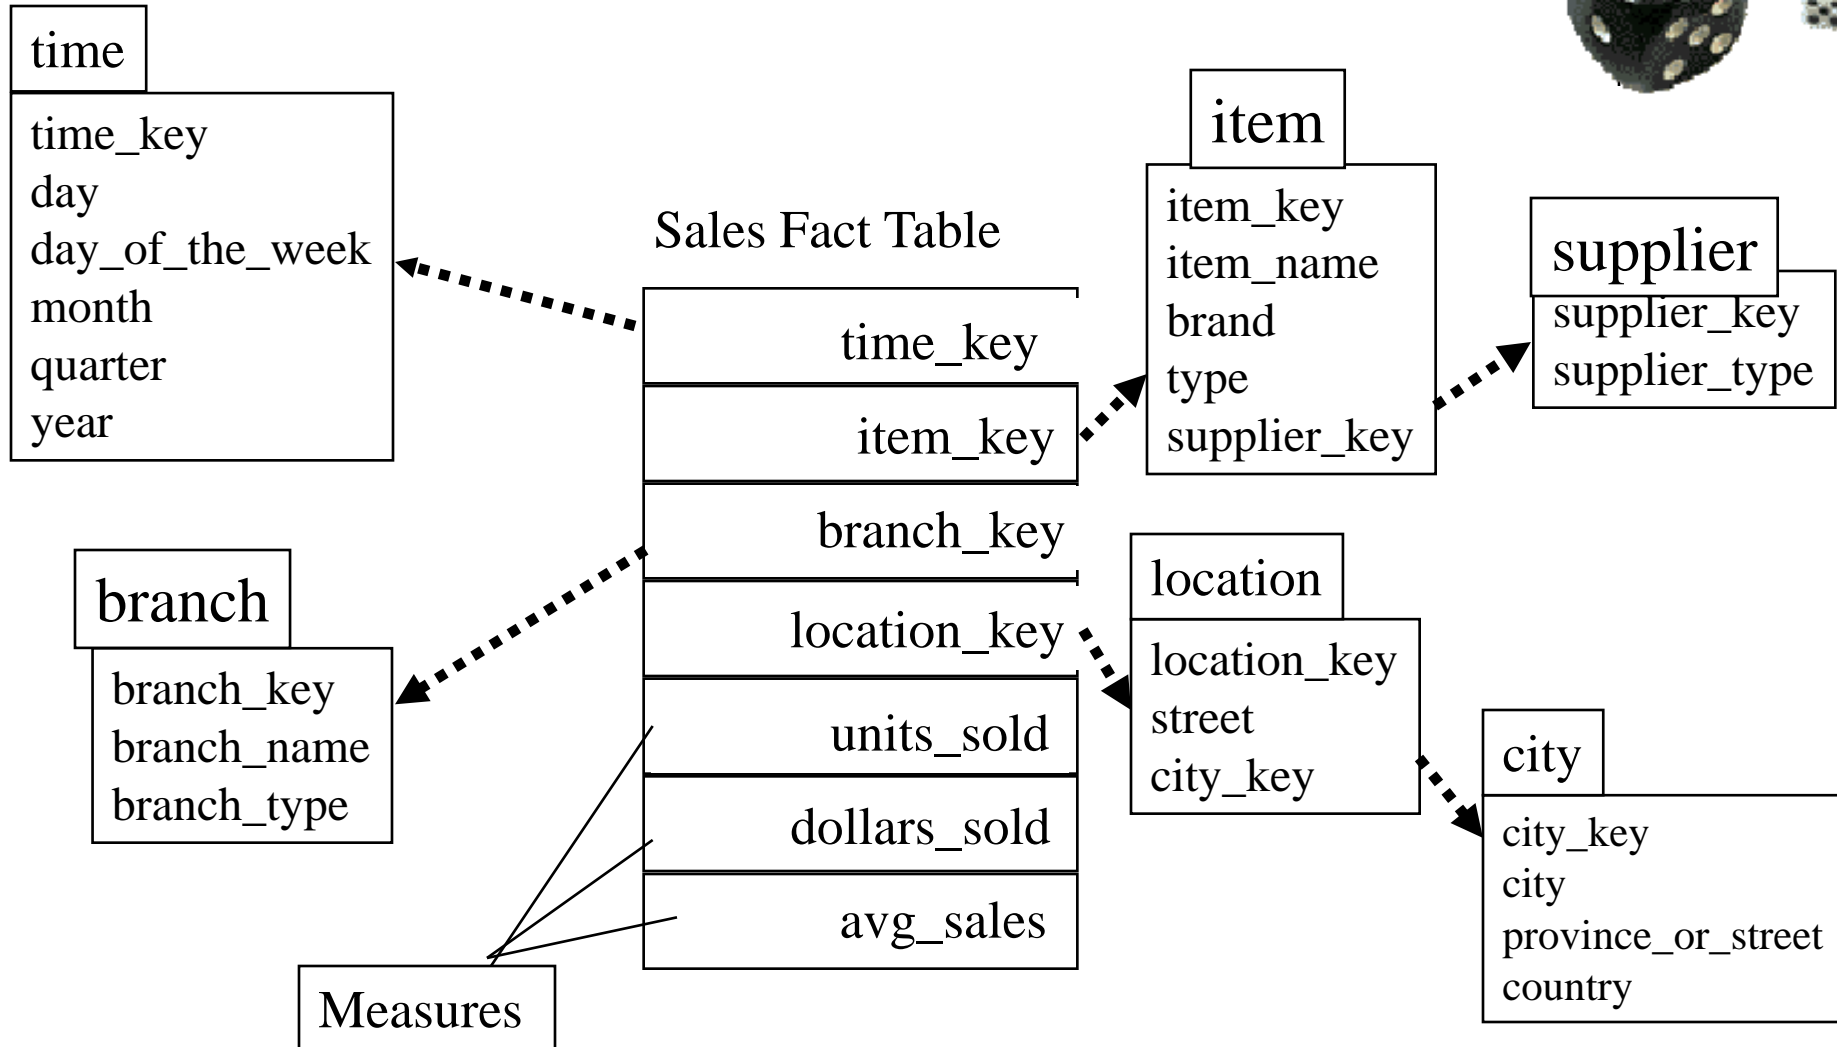 time
time_key
day
day_of_the_week
month
quarter
year
Sales Fact Table
time_key
item_key
branch_key
location_key
units_sold
dollars_sold
avg_sales
item
item_key
item_name
brand
type
supplier_key
supplier
supplier_key
supplier_type
branch
branch_key
branch_name
branch_type
location
location_key
street
city_key
city
city_key
city
province_or_street
country
Measures